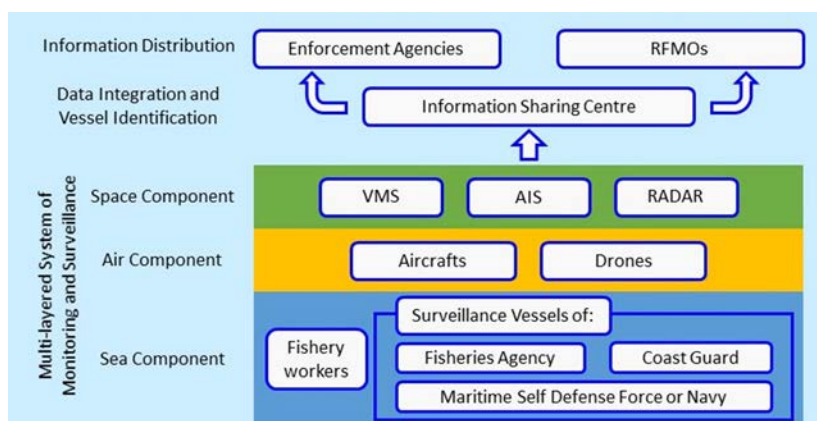 Information Distribution
Enforcement Agencies
RFMOs
Data Integration and
Vessel Identification
Information Sharing Centre
Multi-layered System of
Monitoring and Surveillance
Space Component
VMS
AIS
RADAR
Air Component
Aircrafts
Drones
Sea Component
Fishery
workers
Surveillance Vessels of:
Fisheries Agency
Coast Guard
Maritime Self Defense Force or Navy